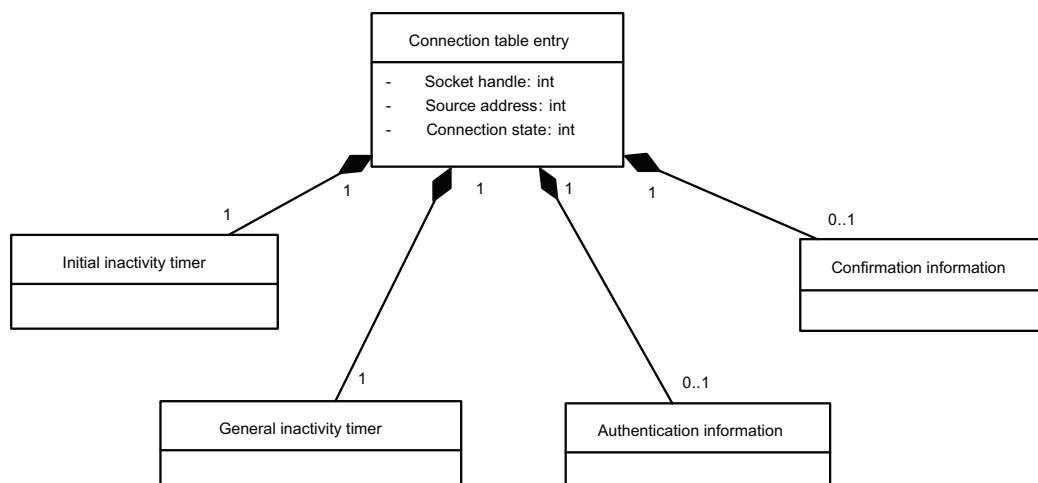 Connection table entry
- Socket handle: int
- Source address: int
- Connection state: int
1
1
1
1
1
0..1
Initial inactivity timer
Confirmation information
1
0..1
General inactivity timer
Authentication information